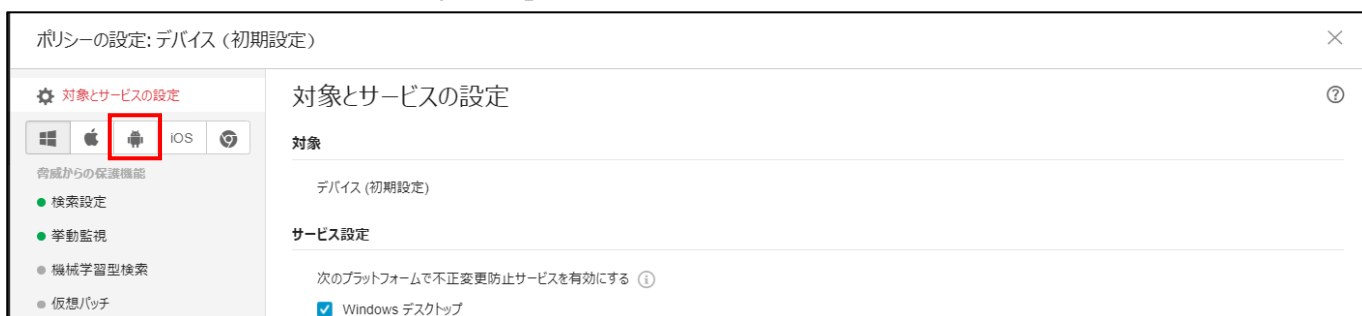 ポリシーの設定: デバイス (初期設定)
対象とサービスの設定
iOS
脅威からの保護機能
検索設定
挙動監視
機械学習型検索
仮想パッチ
対象とサービスの設定
対象
デバイス (初期設定)
サービス設定
次のプラットフォームで不正変更防止サービスを有効にする
Windows デスクトップ